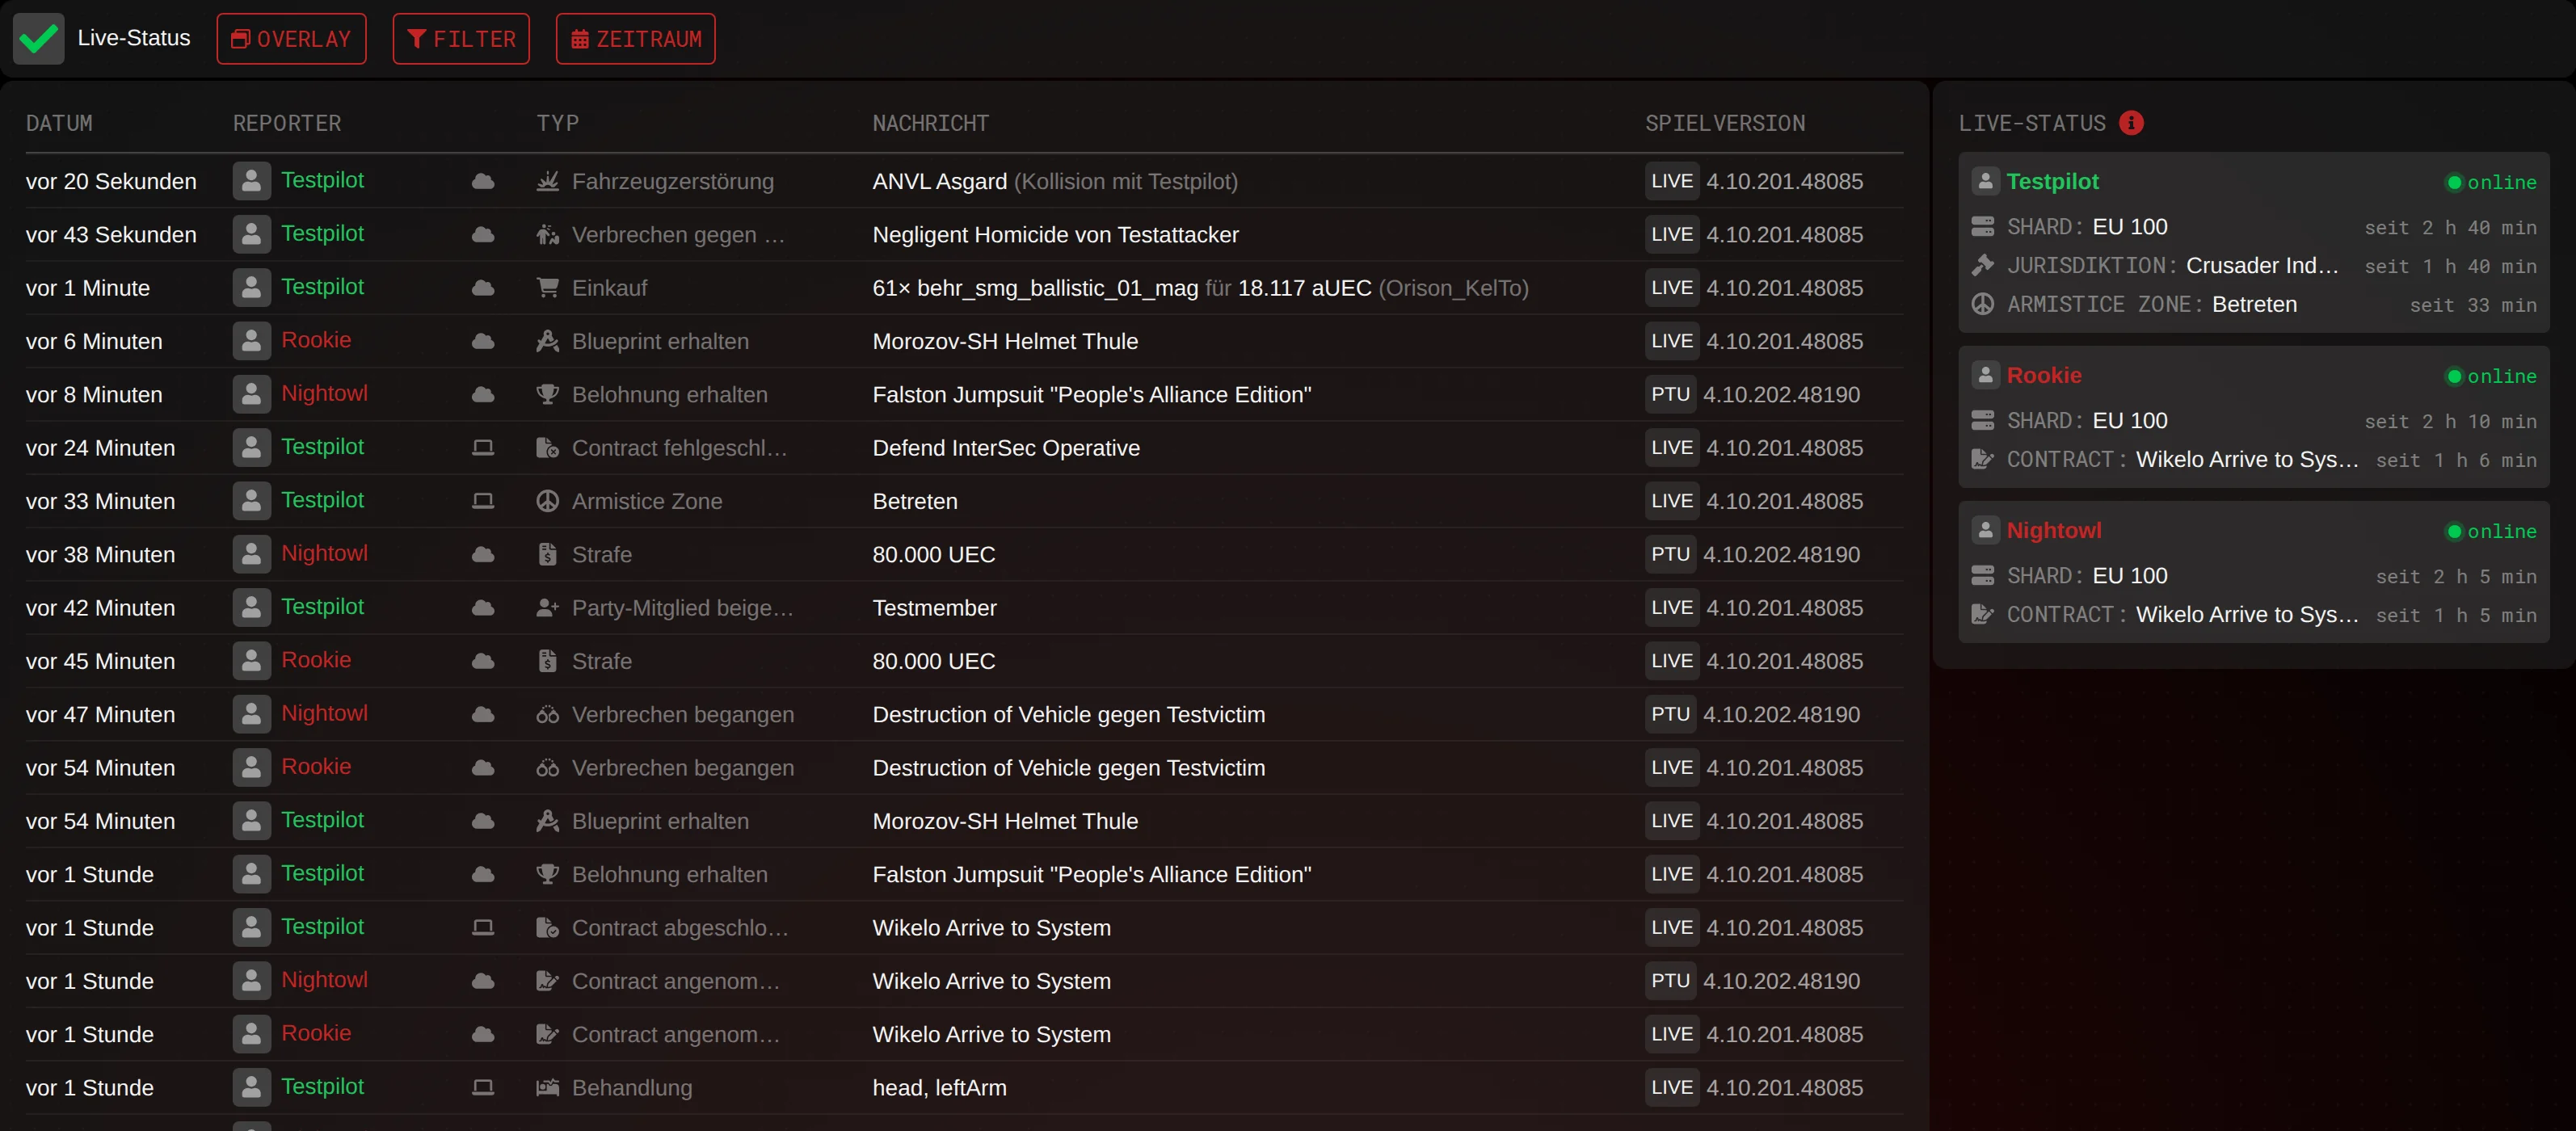 Live-Status OVERLAY FILTER ZEITRAUM
DATUM REPORTER TYP NACHRICHT SPIELVERSION
vor 20 Sekunden Testpilot Fahrzeugzerstörung ANVL Asgard (Kollision mit Testpilot) LIVE 4.10.201.48085
vor 43 Sekunden Testpilot Verbrechen gegen … Negligent Homicide von Testattacker LIVE 4.10.201.48085
vor 1 Minute Testpilot Einkauf 61× behr_smg_ballistic_01_mag für 18.117 aUEC (Orison_KelTo) LIVE 4.10.201.48085
vor 6 Minuten Rookie Blueprint erhalten Morozov-SH Helmet Thule LIVE 4.10.201.48085
vor 8 Minuten Nightowl Belohnung erhalten Falston Jumpsuit "People's Alliance Edition" PTU 4.10.202.48190
vor 24 Minuten Testpilot Contract fehlgeschl… Defend InterSec Operative LIVE 4.10.201.48085
vor 33 Minuten Testpilot Armistice Zone Betreten LIVE 4.10.201.48085
vor 38 Minuten Nightowl Strafe 80.000 UEC PTU 4.10.202.48190
vor 42 Minuten Testpilot Party-Mitglied beige… Testmember LIVE 4.10.201.48085
vor 45 Minuten Rookie Strafe 80.000 UEC LIVE 4.10.201.48085
vor 47 Minuten Nightowl Verbrechen begangen Destruction of Vehicle gegen Testvictim PTU 4.10.202.48190
vor 54 Minuten Rookie Verbrechen begangen Destruction of Vehicle gegen Testvictim LIVE 4.10.201.48085
vor 54 Minuten Testpilot Blueprint erhalten Morozov-SH Helmet Thule LIVE 4.10.201.48085
vor 1 Stunde Testpilot Belohnung erhalten Falston Jumpsuit "People's Alliance Edition" LIVE 4.10.201.48085
vor 1 Stunde Testpilot Contract abgeschlo… Wikelo Arrive to System LIVE 4.10.201.48085
vor 1 Stunde Nightowl Contract angenom… Wikelo Arrive to System PTU 4.10.202.48190
vor 1 Stunde Rookie Contract angenom… Wikelo Arrive to System LIVE 4.10.201.48085
vor 1 Stunde Testpilot Behandlung head, leftArm LIVE 4.10.201.48085
LIVE-STATUS
Testpilot online
SHARD: EU 100 seit 2 h 40 min
JURISDIKTION: Crusader Ind… seit 1 h 40 min
ARMISTICE ZONE: Betreten seit 33 min
Rookie online
SHARD: EU 100 seit 2 h 10 min
CONTRACT: Wikelo Arrive to Sys… seit 1 h 6 min
Nightowl online
SHARD: EU 100 seit 2 h 5 min
CONTRACT: Wikelo Arrive to Sys… seit 1 h 5 min